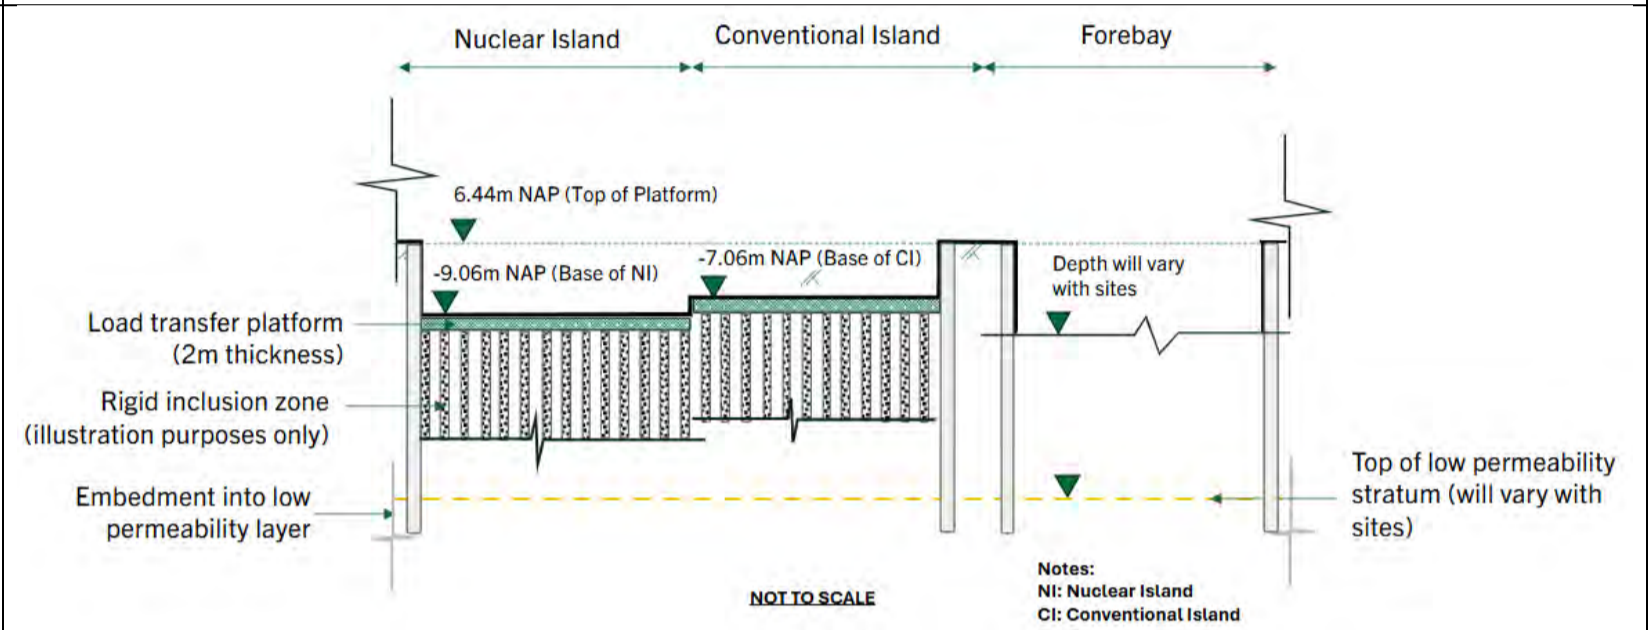 Nuclear Island
Conventional Island
Forebay
6.44m NAP (Top of Platform)
-9.06m NAP (Base of NI)
-7.06m NAP (Base of CI)
Depth will vary
with sites
Load transfer platform
(2m thickness)
Rigid inclusion zone
(illustration purposes only)
Embedment into low
permeability layer
Top of low permeability
stratum (will vary with
sites)
NOT TO SCALE
Notes:
NI: Nuclear Island
CI: Conventional Island